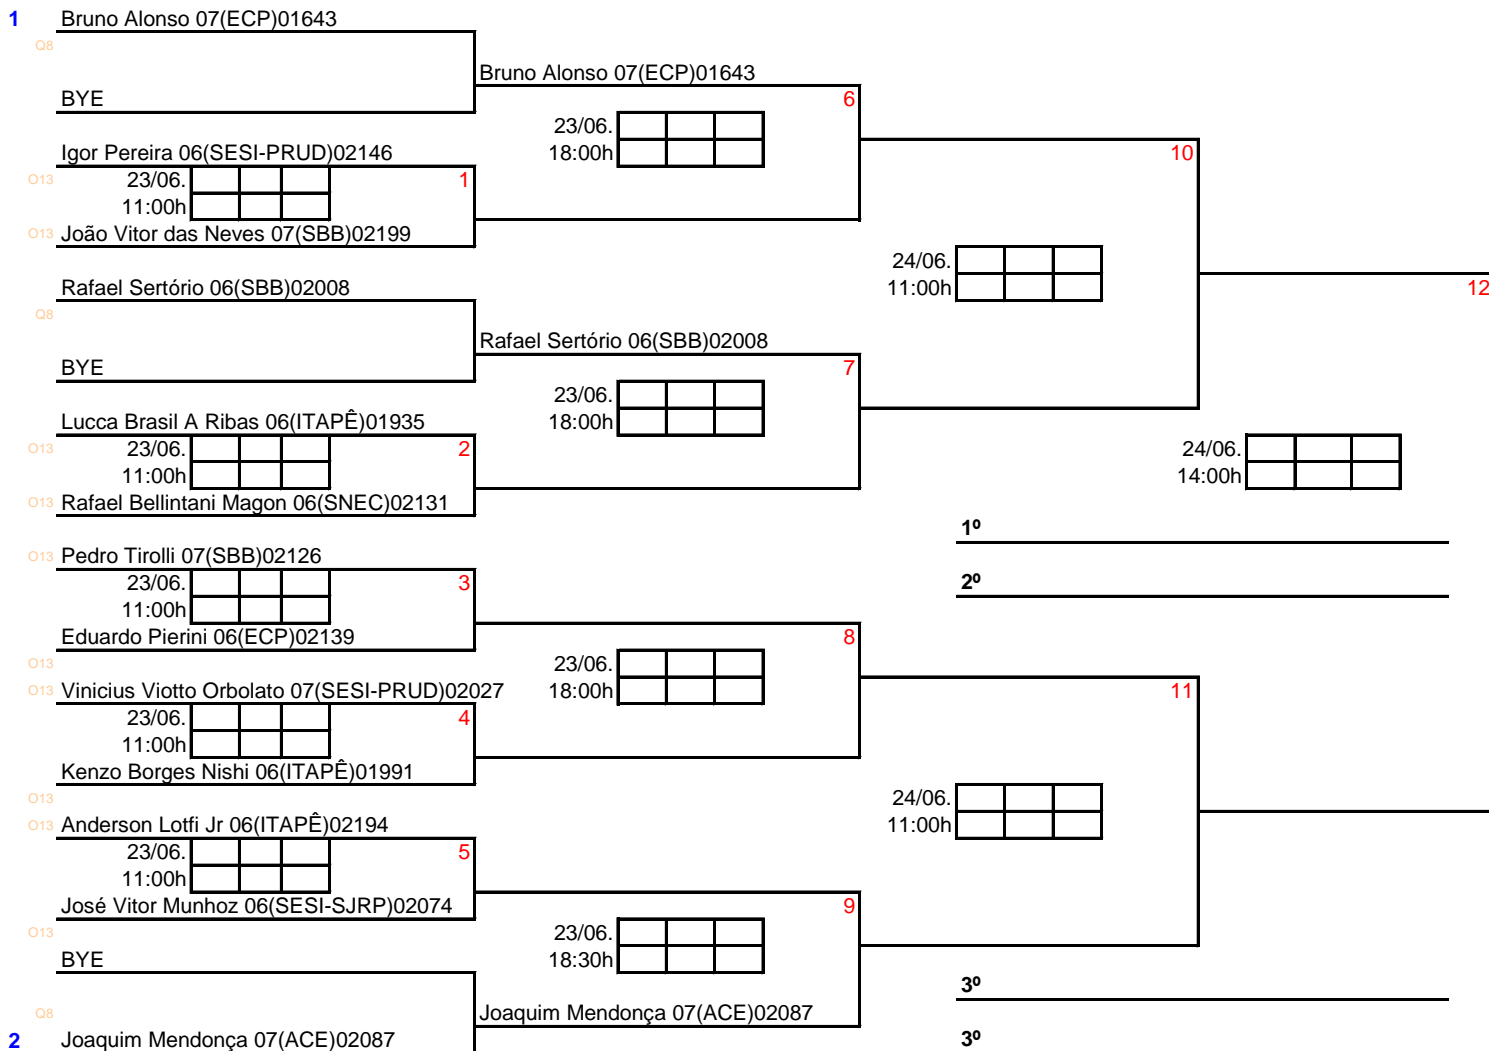 1 Bruno Alonso 07(ECP)01643
Q8
Bruno Alonso 07(ECP)01643
BYE
6
23/06.
18:00h
Igor Pereira 06(SESI-PRUD)02146
10
O13 23/06. 1
11:00h
O13 João Vitor das Neves 07(SBB)02199
24/06.
11:00h
Rafael Sertório 06(SBB)02008
12
Q8
Rafael Sertório 06(SBB)02008
BYE
7
23/06.
18:00h
Lucca Brasil A Ribas 06(ITAPÊ)01935
O13 23/06. 2
11:00h
24/06.
14:00h
O13 Rafael Bellintani Magon 06(SNEC)02131
1º
O13 Pedro Tirolli 07(SBB)02126
23/06. 3
11:00h
2º
Eduardo Pierini 06(ECP)02139
8
O13
23/06.
18:00h
O13 Vinicius Viotto Orbolato 07(SESI-PRUD)02027
11
23/06. 4
11:00h
Kenzo Borges Nishi 06(ITAPÊ)01991
O13
24/06.
11:00h
O13 Anderson Lotfi Jr 06(ITAPÊ)02194
23/06. 5
11:00h
José Vitor Munhoz 06(SESI-SJRP)02074
9
O13
23/06.
18:30h
BYE
3º
Q8
Joaquim Mendonça 07(ACE)02087
2 Joaquim Mendonça 07(ACE)02087
3º